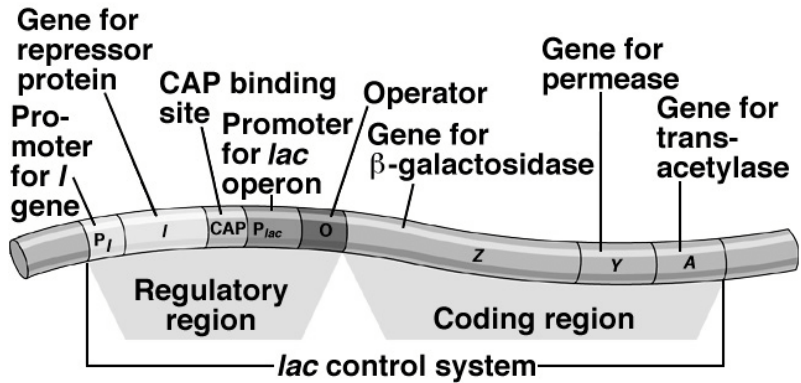 Gene for
repressor
protein
Pro-
moter
for I
gene
CAP binding
site
Promoter
for lac
operon
Operator
Gene for
β-galactosidase
Gene for
permease
Gene for
trans-
acetylase
PI
I
CAP
Plac
O
Z
Y
A
Regulatory
region
Coding region
lac control system